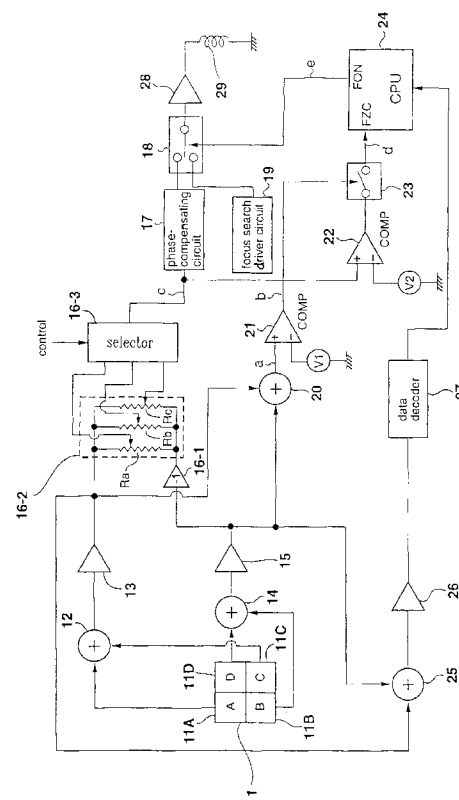 control
16-3
selector
c
17
phase-
compensating
circuit
18
28
29
19
focus search
driver circuit
16-2
Ra
Rb
Rc
16-1
-1
13
12
15
14
11D
11C
11A
11B
D
C
A
B
1
20
a
21
+
−
COMP
V1
b
22
+
−
COMP
V2
23
d
e
24
FZC
FON
CPU
25
26
data
decoder